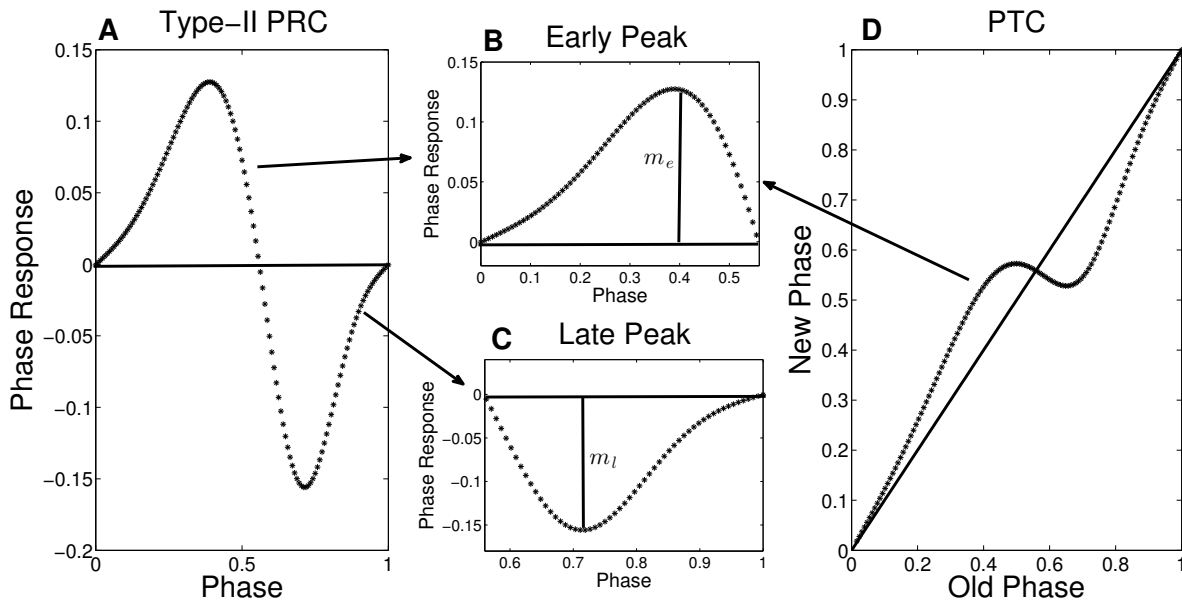 A
Type−II PRC
0.15
0.1
0.05
0
−0.05
−0.1
−0.15
−0.2
0
0.5
1
Phase Response
Phase
B
Early Peak
0.15
0.1
0.05
0
0
0.1
0.2
0.3
0.4
0.5
Phase Response
Phase
m_e
C
Late Peak
0
−0.05
−0.1
−0.15
0.6
0.7
0.8
0.9
1
Phase Response
Phase
m_l
D
PTC
1
0.9
0.8
0.7
0.6
0.5
0.4
0.3
0.2
0.1
0
0
0.2
0.4
0.6
0.8
1
New Phase
Old Phase